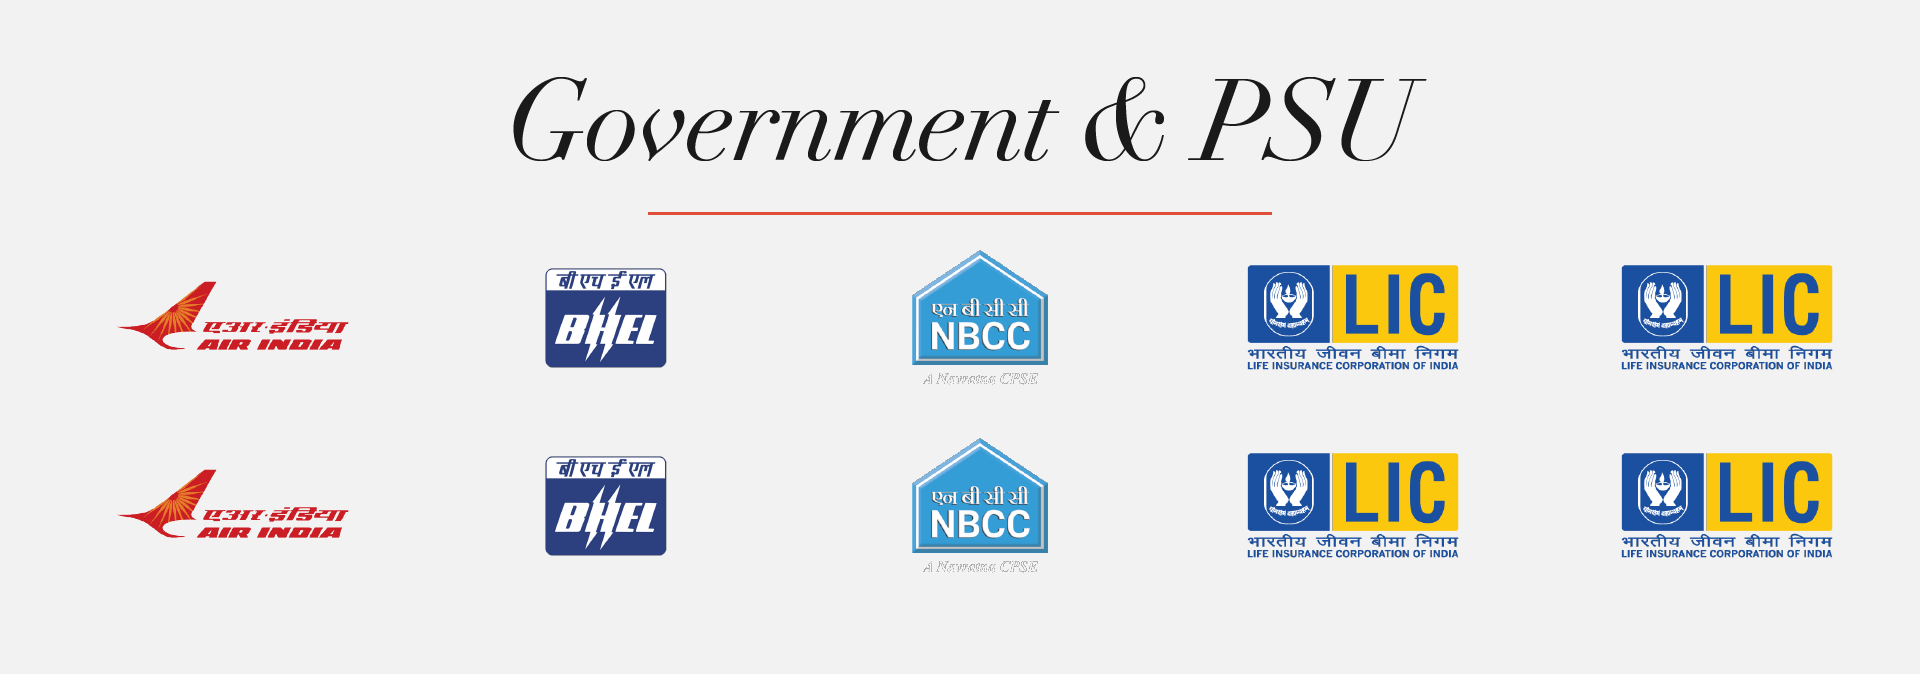 Government & PSU
एअर·इंडिया
AIR INDIA
बी एच ई एल
BHEL
एन बी सी सी
NBCC
A Navratna CPSE
LIC
भारतीय जीवन बीमा निगम
LIFE INSURANCE CORPORATION OF INDIA
LIC
भारतीय जीवन बीमा निगम
LIFE INSURANCE CORPORATION OF INDIA
एअर·इंडिया
AIR INDIA
बी एच ई एल
BHEL
एन बी सी सी
NBCC
A Navratna CPSE
LIC
भारतीय जीवन बीमा निगम
LIFE INSURANCE CORPORATION OF INDIA
LIC
भारतीय जीवन बीमा निगम
LIFE INSURANCE CORPORATION OF INDIA